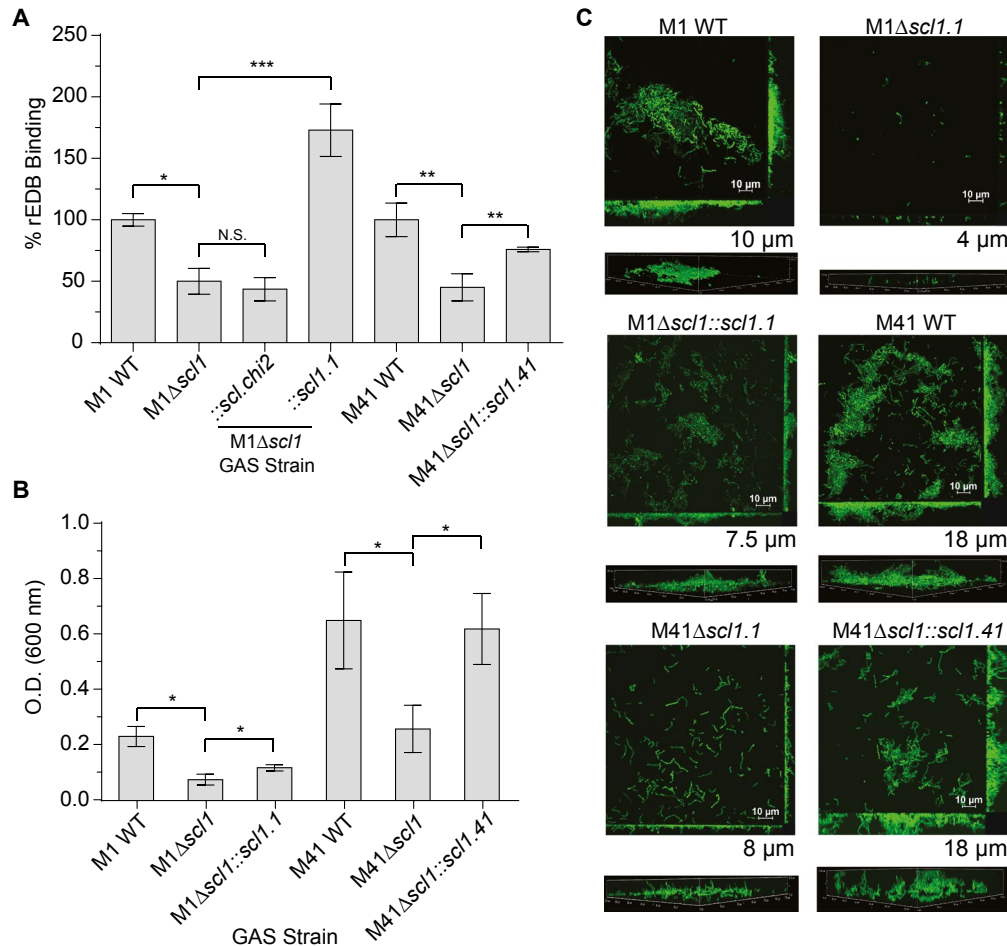 A
% rEDB Binding
250
200
150
100
50
0
*
N.S.
***
**
**
M1 WT
M1Δscl1
::scl.chi2
::scl1.1
M41 WT
M41Δscl1
M41Δscl1::scl1.41
M1Δscl1
GAS Strain
B
O.D. (600 nm)
1.0
0.8
0.6
0.4
0.2
0.0
*
*
*
*
M1 WT
M1Δscl1
M1Δscl1::scl1.1
M41 WT
M41Δscl1
M41Δscl1::scl1.41
GAS Strain
C
M1 WT
10 µm
10 µm
M1Δscl1.1
10 µm
4 µm
M1Δscl1::scl1.1
10 µm
7.5 µm
M41 WT
10 µm
18 µm
M41Δscl1.1
10 µm
8 µm
M41Δscl1::scl1.41
10 µm
18 µm